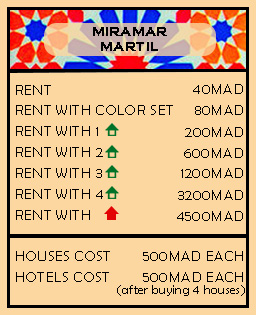 MIRAMAR
MARTIL
RENT 40MAD
RENT WITH COLOR SET 80MAD
RENT WITH 1 200MAD
RENT WITH 2 600MAD
RENT WITH 3 1200MAD
RENT WITH 4 3200MAD
RENT WITH 4500MAD
HOUSES COST 500MAD EACH
HOTELS COST 500MAD EACH
(after buying 4 houses)